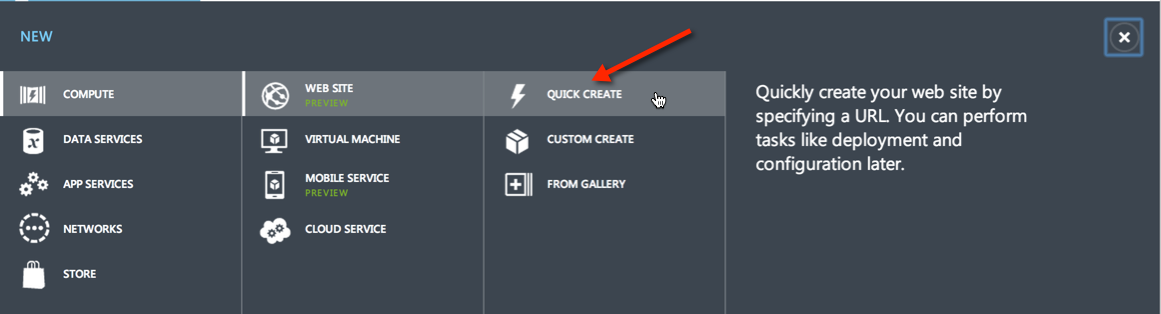 NEW
COMPUTE
DATA SERVICES
APP SERVICES
NETWORKS
STORE
WEB SITE
PREVIEW
VIRTUAL MACHINE
MOBILE SERVICE
PREVIEW
CLOUD SERVICE
QUICK CREATE
CUSTOM CREATE
FROM GALLERY
Quickly create your web site by
specifying a URL. You can perform
tasks like deployment and
configuration later.